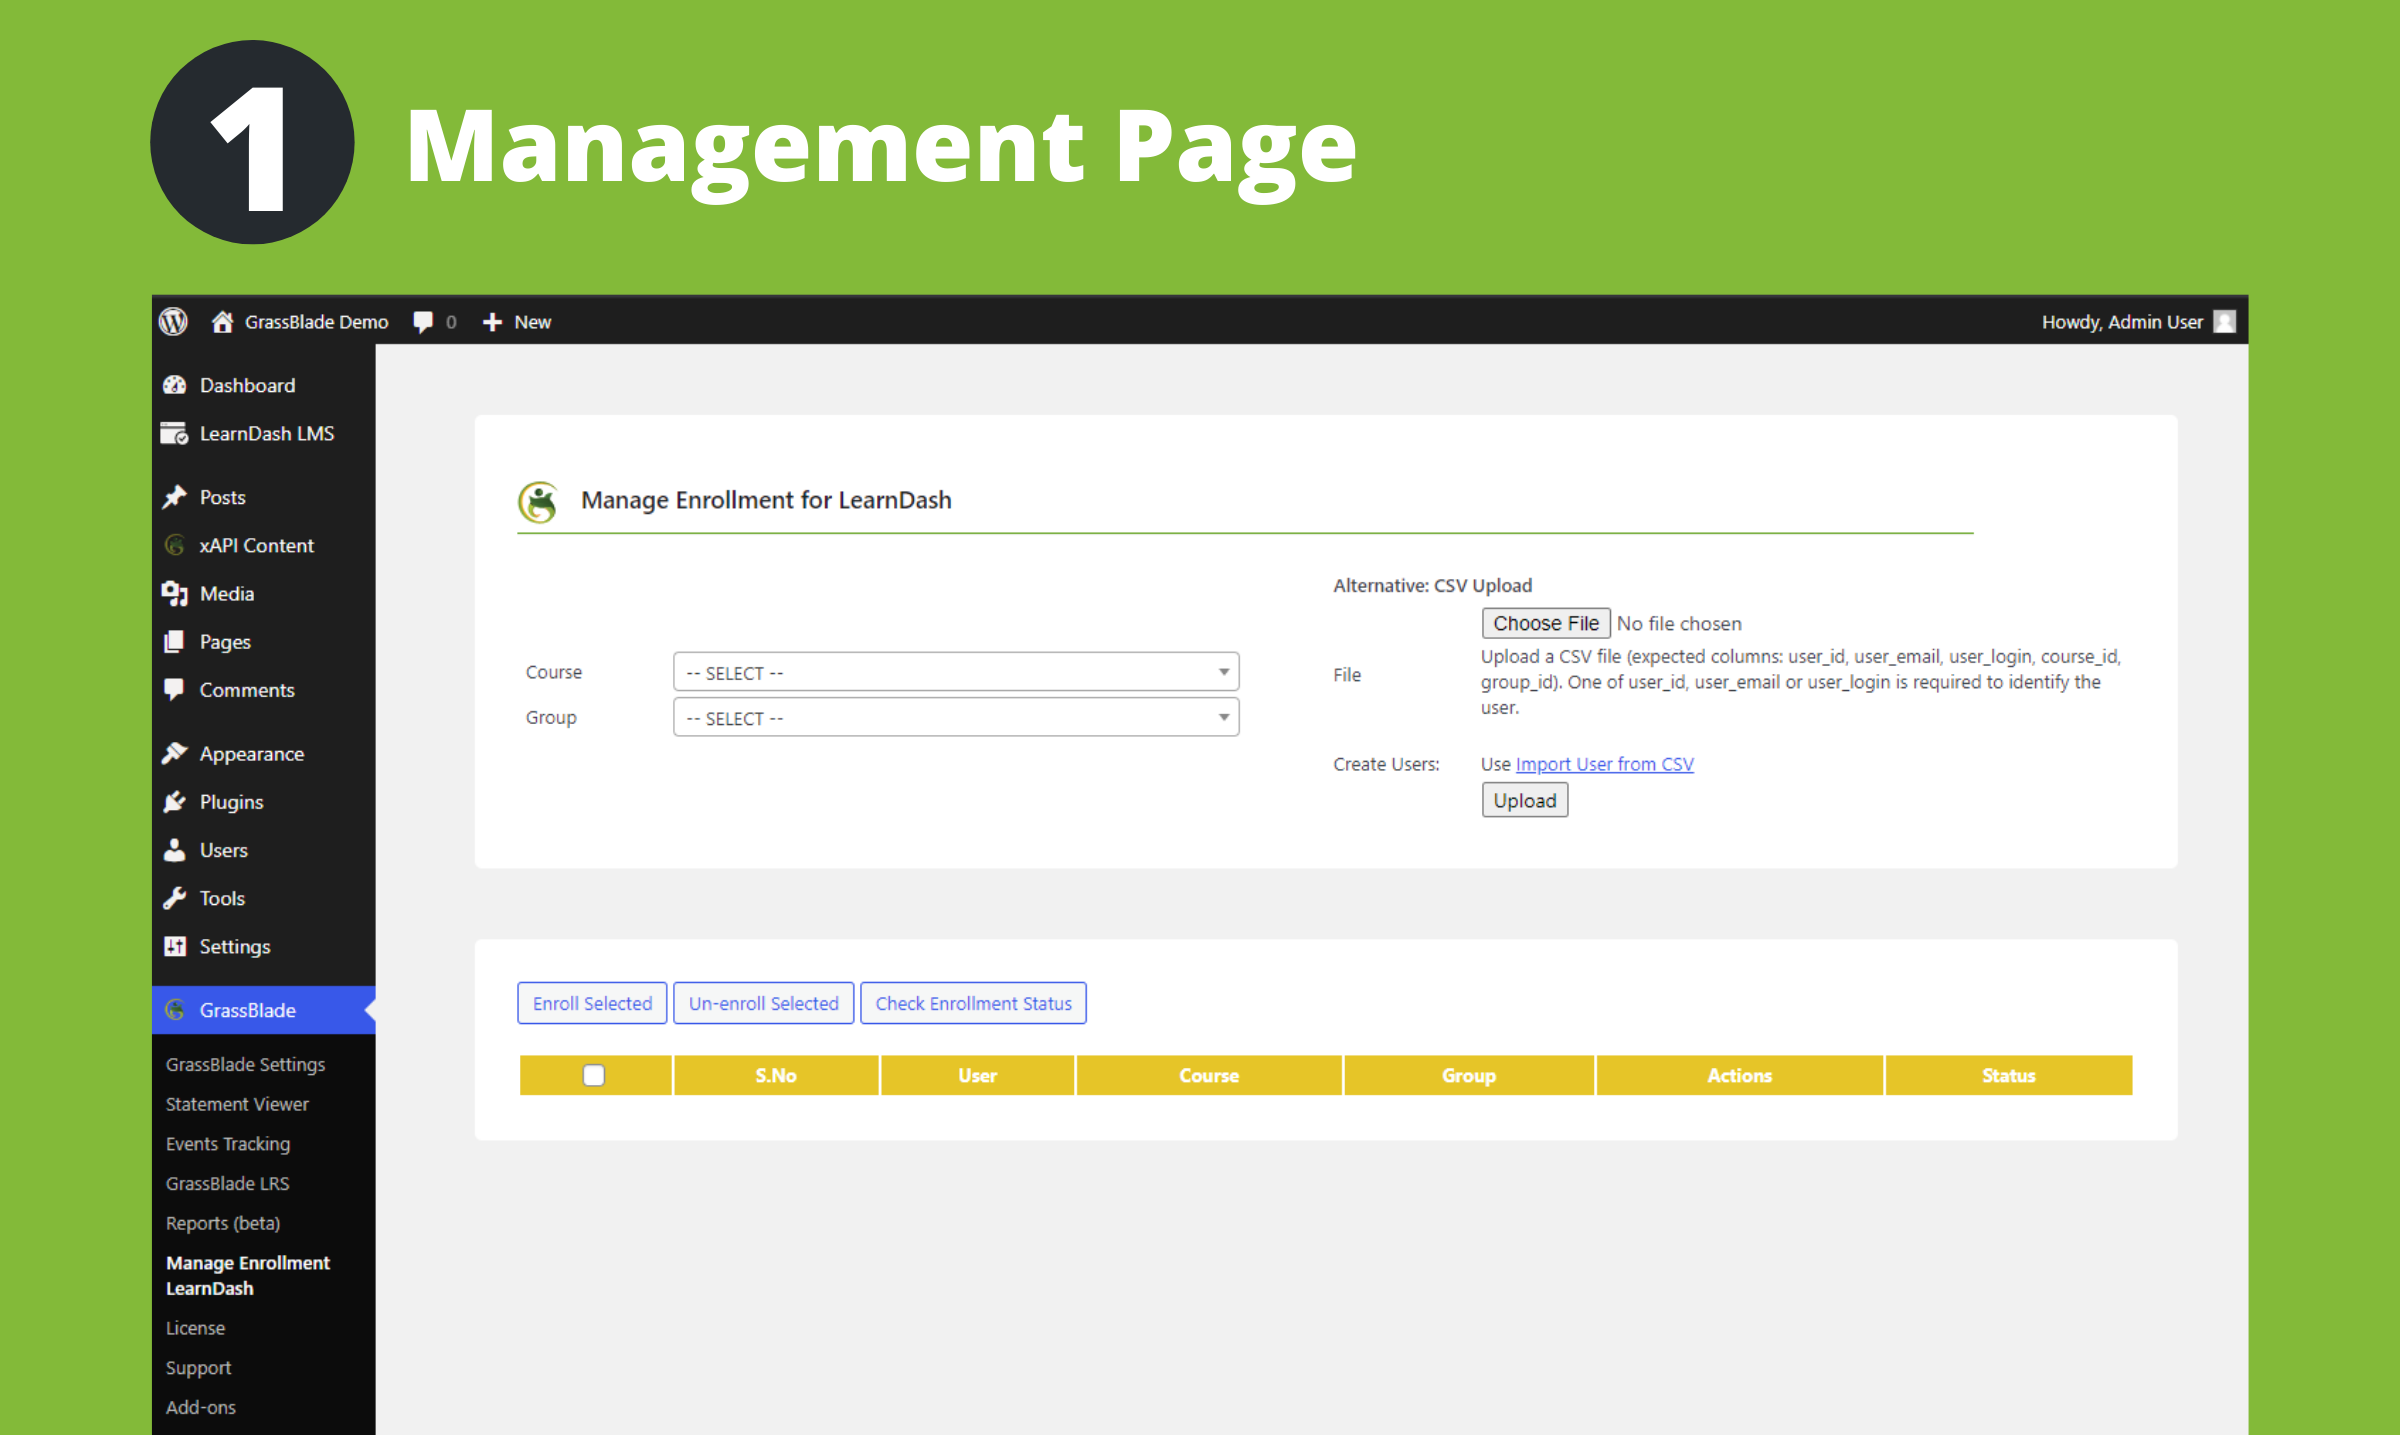 1
Management Page
GrassBlade Demo 0 New
Howdy, Admin User
Dashboard
LearnDash LMS
Posts
xAPI Content
Media
Pages
Comments
Appearance
Plugins
Users
Tools
Settings
GrassBlade
GrassBlade Settings
Statement Viewer
Events Tracking
GrassBlade LRS
Reports (beta)
Manage Enrollment
LearnDash
License
Support
Add-ons
Manage Enrollment for LearnDash
Course -- SELECT --
Group -- SELECT --
Alternative: CSV Upload
Choose File No file chosen
File
Upload a CSV file (expected columns: user_id, user_email, user_login, course_id,
group_id). One of user_id, user_email or user_login is required to identify the
user.
Create Users: Use Import User from CSV
Upload
Enroll Selected Un-enroll Selected Check Enrollment Status
S.No User Course Group Actions Status